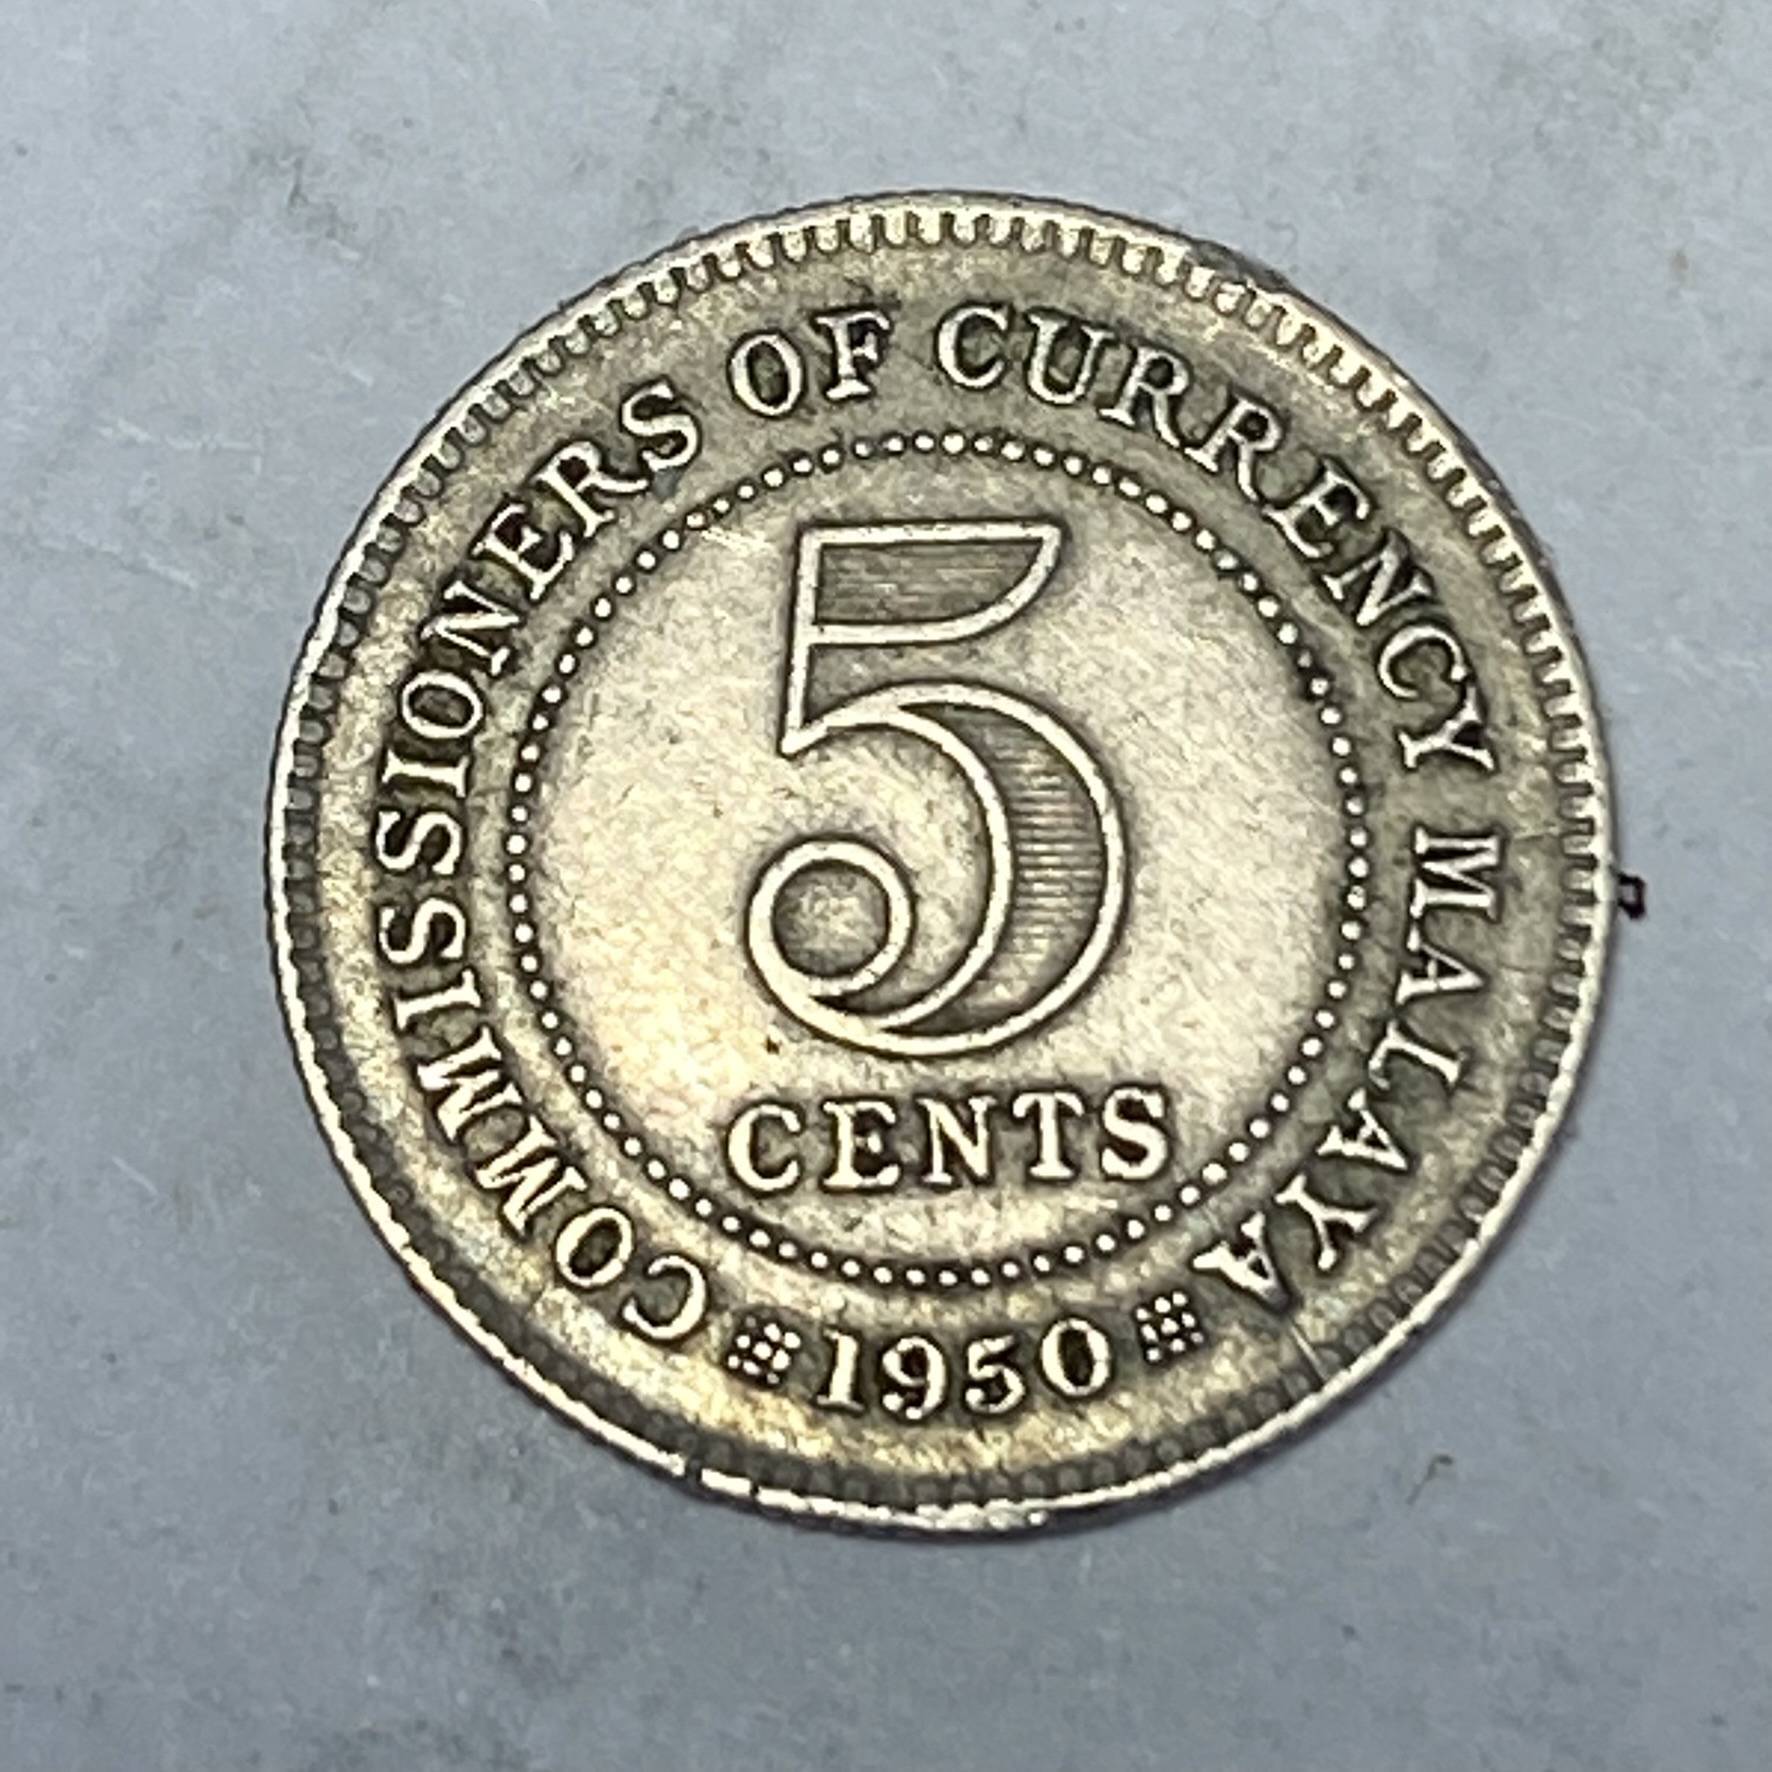 COMMISSIONERS OF CURRENCY MALAYA
5
CENTS
1950